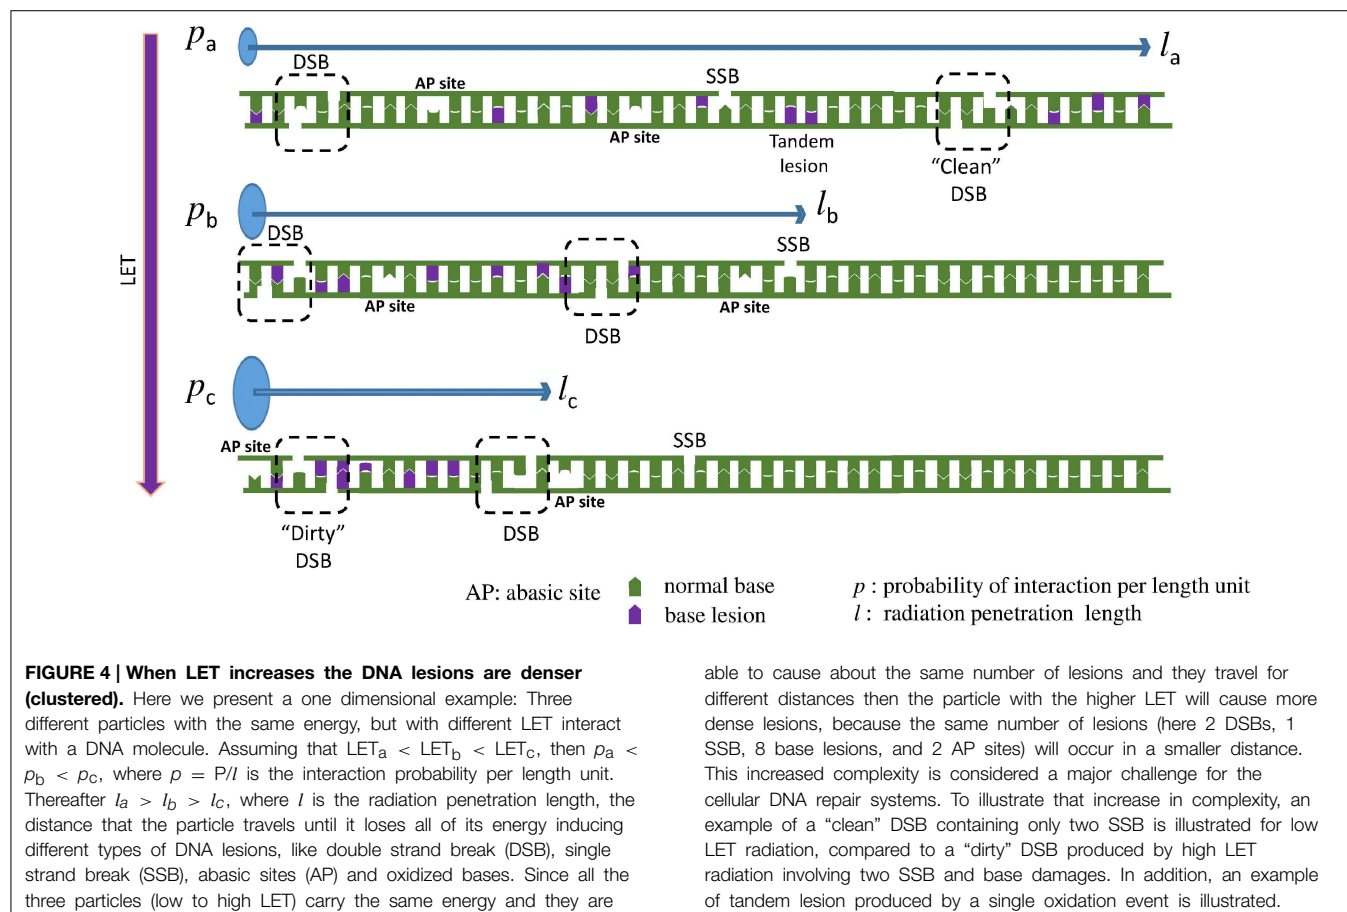 pa
la
DSB
AP site
SSB
AP site
Tandem
lesion
“Clean”
DSB
LET
pb
lb
DSB
SSB
AP site
DSB
AP site
pc
lc
AP site
SSB
AP site
“Dirty”
DSB
DSB
AP: abasic site
normal base
base lesion
p : probability of interaction per length unit
l : radiation penetration length
FIGURE 4 | When LET increases the DNA lesions are denser
(clustered). Here we present a one dimensional example: Three
different particles with the same energy, but with different LET interact
with a DNA molecule. Assuming that LETa < LETb < LETc, then pa <
pb < pc, where p = P/l is the interaction probability per length unit.
Thereafter la > lb > lc, where l is the radiation penetration length, the
distance that the particle travels until it loses all of its energy inducing
different types of DNA lesions, like double strand break (DSB), single
strand break (SSB), abasic sites (AP) and oxidized bases. Since all the
three particles (low to high LET) carry the same energy and they are
able to cause about the same number of lesions and they travel for
different distances then the particle with the higher LET will cause more
dense lesions, because the same number of lesions (here 2 DSBs, 1
SSB, 8 base lesions, and 2 AP sites) will occur in a smaller distance.
This increased complexity is considered a major challenge for the
cellular DNA repair systems. To illustrate that increase in complexity, an
example of a “clean” DSB containing only two SSB is illustrated for low
LET radiation, compared to a “dirty” DSB produced by high LET
radiation involving two SSB and base damages. In addition, an example
of tandem lesion produced by a single oxidation event is illustrated.